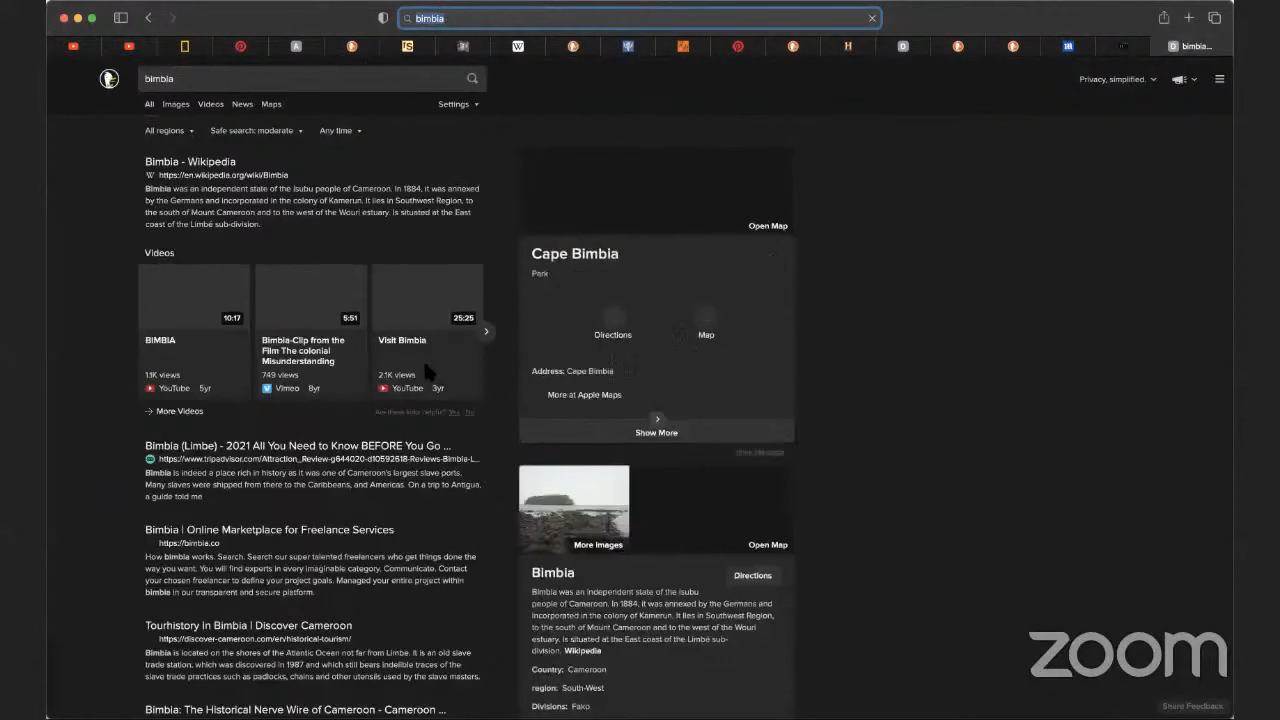 bimbia
bimbia...
bimbia
Privacy, simplified.
All Images Videos News Maps
Settings
All regions Safe search: moderate Any time
Bimbia - Wikipedia
https://en.wikipedia.org/wiki/Bimbia
Bimbia was an independent state of the Isubu people of Cameroon. In 1884, it was annexed
by the Germans and incorporated in the colony of Kamerun. It lies in Southwest Region, to
the south of Mount Cameroon and to the west of the Wouri estuary. is situated at the East
coast of the Limbé sub-division.
Videos
10:17
5:51
25:25
BIMBIA
1.1K views
YouTube 5yr
Bimbia-Clip from the
Film The colonial
Misunderstanding
749 views
Vimeo 8yr
Visit Bimbia
2.1K views
YouTube 3yr
More Videos
Are these links helpful? Yes No
Bimbia (Limbe) - 2021 All You Need to Know BEFORE You Go ...
https://www.tripadvisor.com/Attraction_Review-g644020-d10592618-Reviews-Bimbia-L...
Bimbia is indeed a place rich in history as it was one of Cameroon's largest slave ports.
Many slaves were shipped from there to the Caribbeans, and Americas. On a trip to Antigua,
a guide told me
Bimbia | Online Marketplace for Freelance Services
https://bimbia.co
How bimbia works. Search. Search our super talented freelancers who get things done the
way you want. You will find experts in every imaginable category. Communicate. Contact
your chosen freelancer to define your project goals. Managed your entire project within
bimbia in our transparent and secure platform.
Tourhistory in Bimbia | Discover Cameroon
https://discover-cameroon.com/en/historical-tourism/
Bimbia is located on the shores of the Atlantic Ocean not far from Limbe. It is an old slave
trade station, which was discovered in 1987 and which still bears indelible traces of the
slave trade practices such as padlocks, chains and other utensils used by the slave masters.
Bimbia: The Historical Nerve Wire of Cameroon - Cameroon ...
Open Map
Cape Bimbia
Park
Directions
Map
Address: Cape Bimbia
More at Apple Maps
Show More
More Images
Open Map
Bimbia
Directions
Bimbia was an independent state of the Isubu
people of Cameroon. In 1884, it was annexed by the Germans and
incorporated in the colony of Kamerun. It lies in Southwest Region,
to the south of Mount Cameroon and to the west of the Wouri
estuary. is situated at the East coast of the Limbé sub-
division. Wikipedia
Country: Cameroon
region: South-West
Divisions: Fako
zoom
Share Feedback